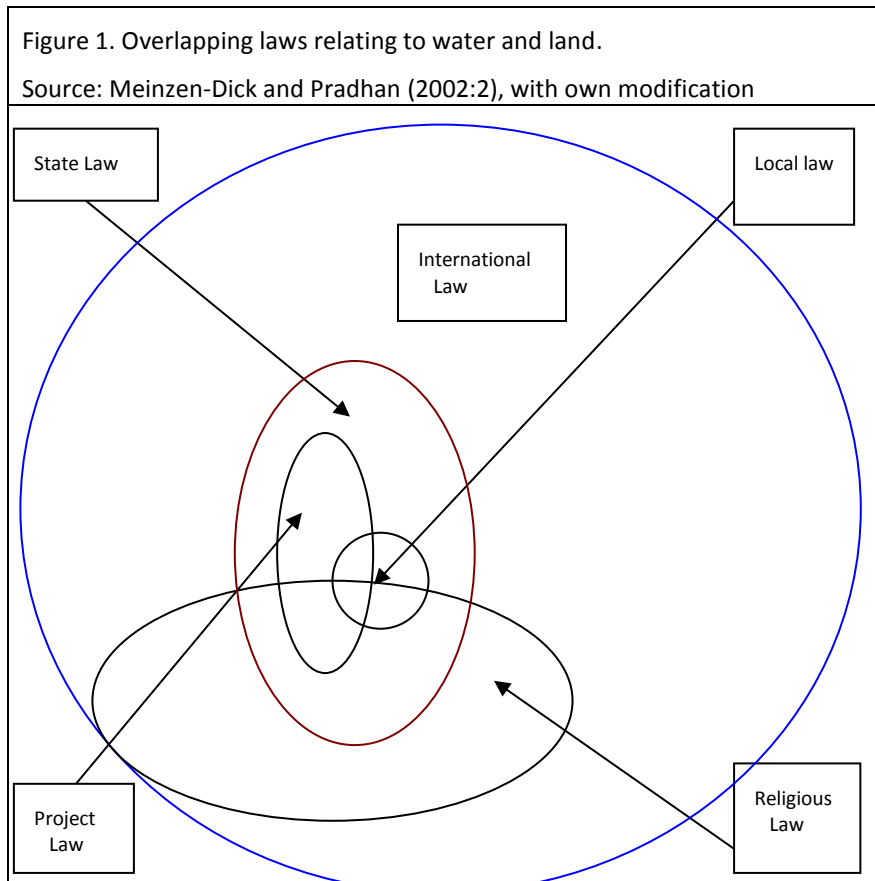 Figure 1. Overlapping laws relating to water and land.
Source: Meinzen-Dick and Pradhan (2002:2), with own modification
State Law
Local law
International
Law
Project
Law
Religious
Law